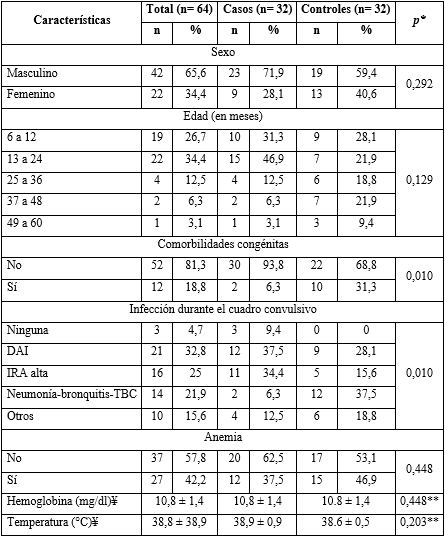 Características Total (n= 64) Casos (n= 32) Controles (n= 32) p*
n % n % n %
Sexo
Masculino 42 65,6 23 71,9 19 59,4 0,292
Femenino 22 34,4 9 28,1 13 40,6
Edad (en meses)
6 a 12 19 26,7 10 31,3 9 28,1 0,129
13 a 24 22 34,4 15 46,9 7 21,9
25 a 36 4 12,5 4 12,5 6 18,8
37 a 48 2 6,3 2 6,3 7 21,9
49 a 60 1 3,1 1 3,1 3 9,4
Comorbilidades congénitas
No 52 81,3 30 93,8 22 68,8 0,010
Sí 12 18,8 2 6,3 10 31,3
Infección durante el cuadro convulsivo
Ninguna 3 4,7 3 9,4 0 0 0,010
DAI 21 32,8 12 37,5 9 28,1
IRA alta 16 25 11 34,4 5 15,6
Neumonía-bronquitis-TBC 14 21,9 2 6,3 12 37,5
Otros 10 15,6 4 12,5 6 18,8
Anemia
No 37 57,8 20 62,5 17 53,1 0,448
Sí 27 42,2 12 37,5 15 46,9
Hemoglobina (mg/dl)¥ 10,8 ± 1,4 10,8 ± 1,4 10.8 ± 1,4 0,448**
Temperatura (°C)¥ 38,8 ± 38,9 38,9 ± 0,9 38.6 ± 0,5 0,203**